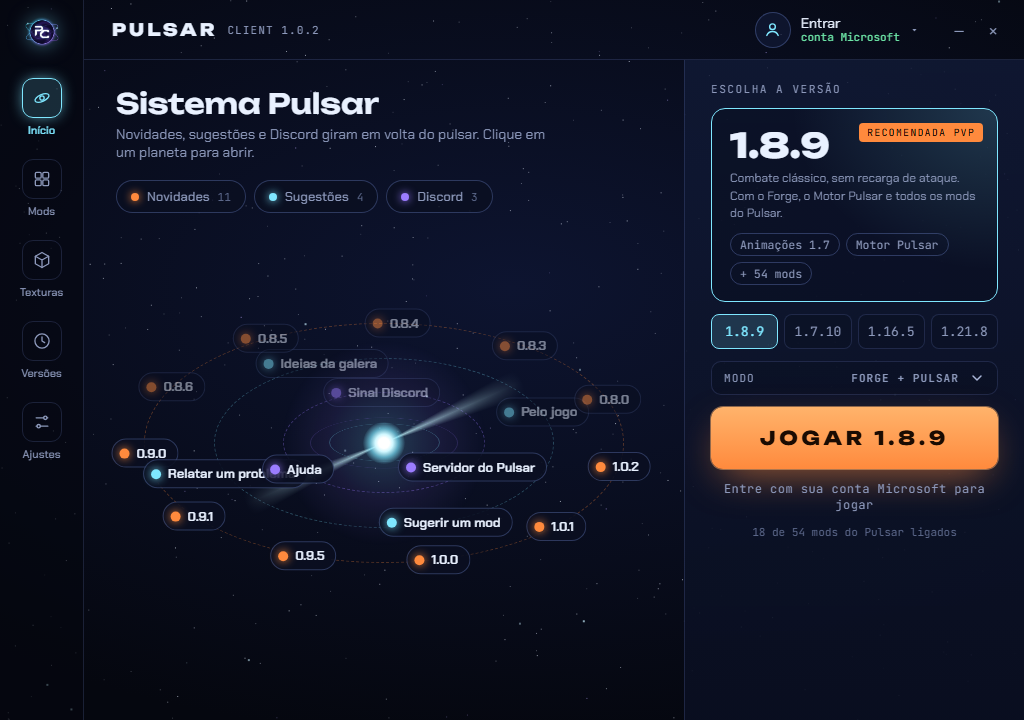 PC
PULSAR CLIENT 1.0.2
Entrar
conta Microsoft
Início
Mods
Texturas
Versões
Ajustes
Sistema Pulsar
Novidades, sugestões e Discord giram em volta do pulsar. Clique em
um planeta para abrir.
Novidades 11
Sugestões 4
Discord 3
0.8.4
0.8.5
0.8.3
Ideias da galera
0.8.6
Sinal Discord
0.8.0
Pelo jogo
0.9.0
Relatar um prob
Ajuda
Servidor do Pulsar
1.0.2
0.9.1
Sugerir um mod
1.0.1
0.9.5
1.0.0
ESCOLHA A VERSÃO
1.8.9
RECOMENDADA PVP
Combate clássico, sem recarga de ataque.
Com o Forge, o Motor Pulsar e todos os mods
do Pulsar.
Animações 1.7
Motor Pulsar
+ 54 mods
1.8.9
1.7.10
1.16.5
1.21.8
MODO FORGE + PULSAR
JOGAR 1.8.9
Entre com sua conta Microsoft para
jogar
18 de 54 mods do Pulsar ligados